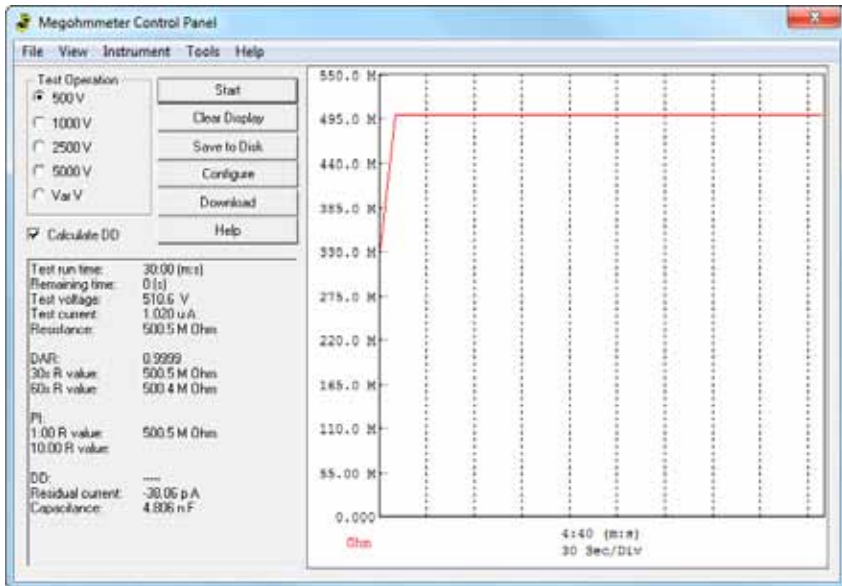 Megohmmeter Control Panel
File View Instrument Tools Help
Test Operation
500 V
1000 V
2500 V
5000 V
Var V
Calculate DD
Start
Clear Display
Save to Disk
Configure
Download
Help
Test run time: 30:00 (m:s)
Remaining time: 0 (s)
Test voltage: 510.6 V
Test current: 1.020 u A
Resistance: 500.5 M Ohm
DAR: 0.9999
30s R value: 500.5 M Ohm
60s R value: 500.4 M Ohm
PI:
1:00 R value: 500.5 M Ohm
10:00 R value:
DD: ----
Residual current: -38.06 p A
Capacitance: 4.806 n F
550.0 M
495.0 M
440.0 M
385.0 M
330.0 M
275.0 M
220.0 M
165.0 M
110.0 M
55.00 M
0.000
Ohm
4:40 (m:s)
30 Sec/Div